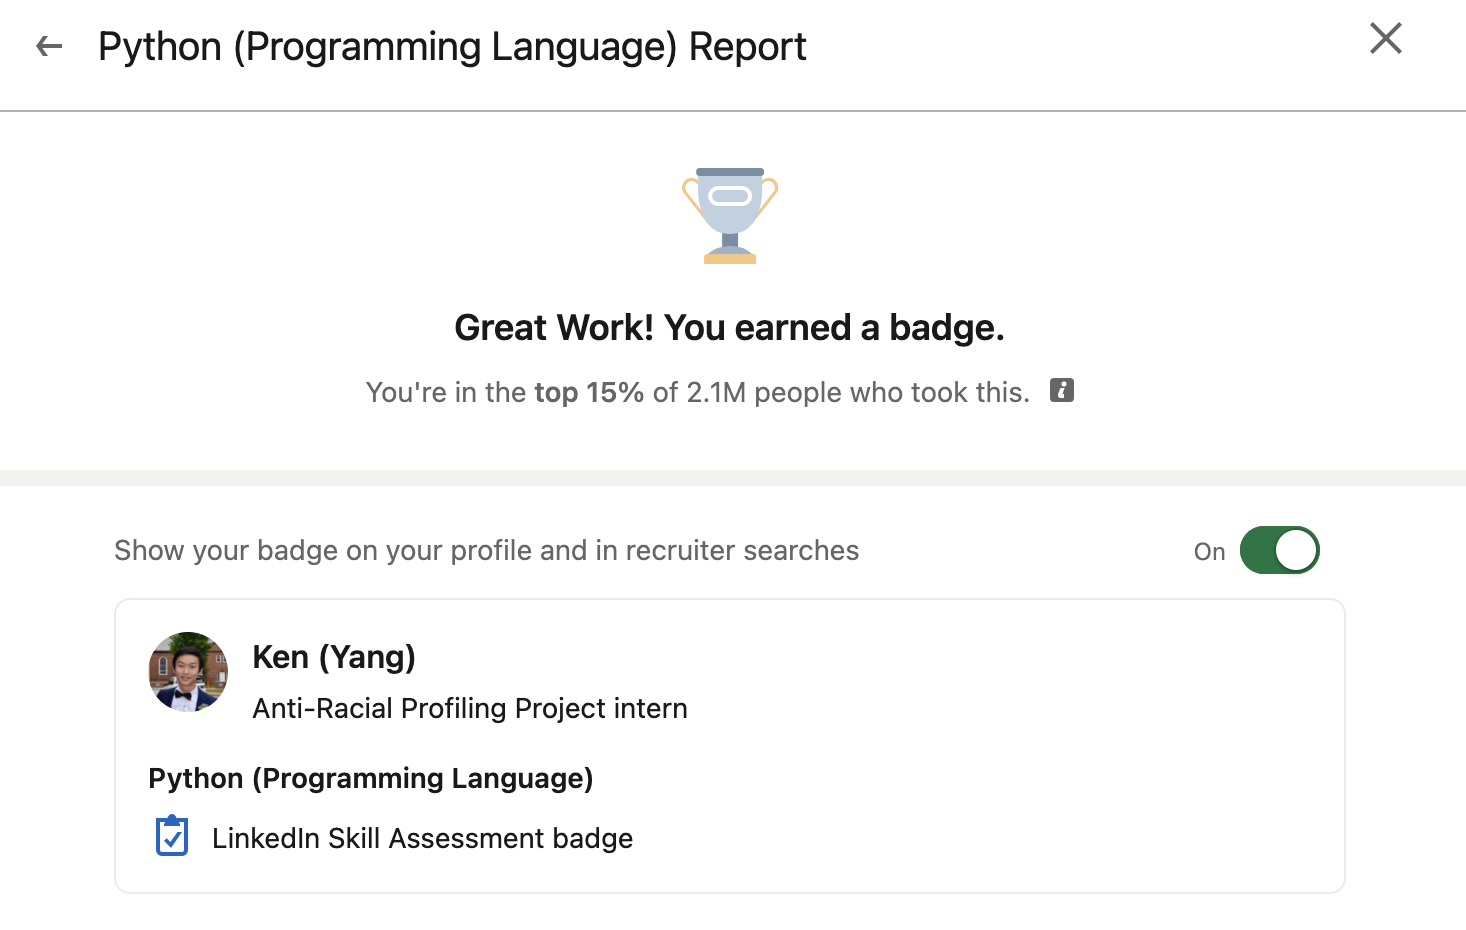 Python (Programming Language) Report
Great Work! You earned a badge.
You're in the top 15% of 2.1M people who took this.
Show your badge on your profile and in recruiter searches
On
Ken (Yang)
Anti-Racial Profiling Project intern
Python (Programming Language)
LinkedIn Skill Assessment badge